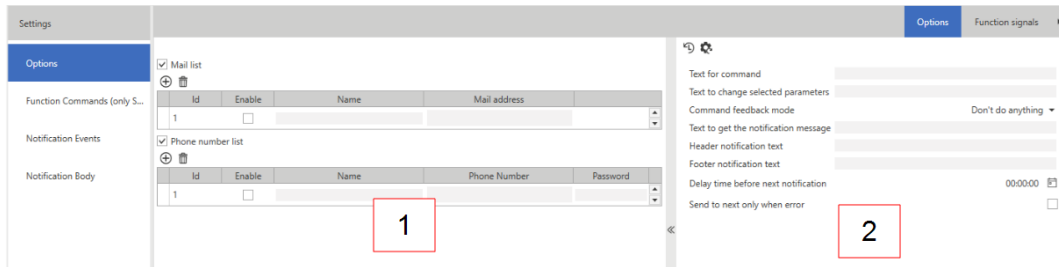 Settings
Options
Function signals
Options
Function Commands (only S...
Notification Events
Notification Body
Mail list
Id Enable Name Mail address
1
Phone number list
Id Enable Name Phone Number Password
1
1
Text for command
Text to change selected parameters
Command feedback mode Don't do anything
Text to get the notification message
Header notification text
Footer notification text
Delay time before next notification 00:00:00
Send to next only when error
2